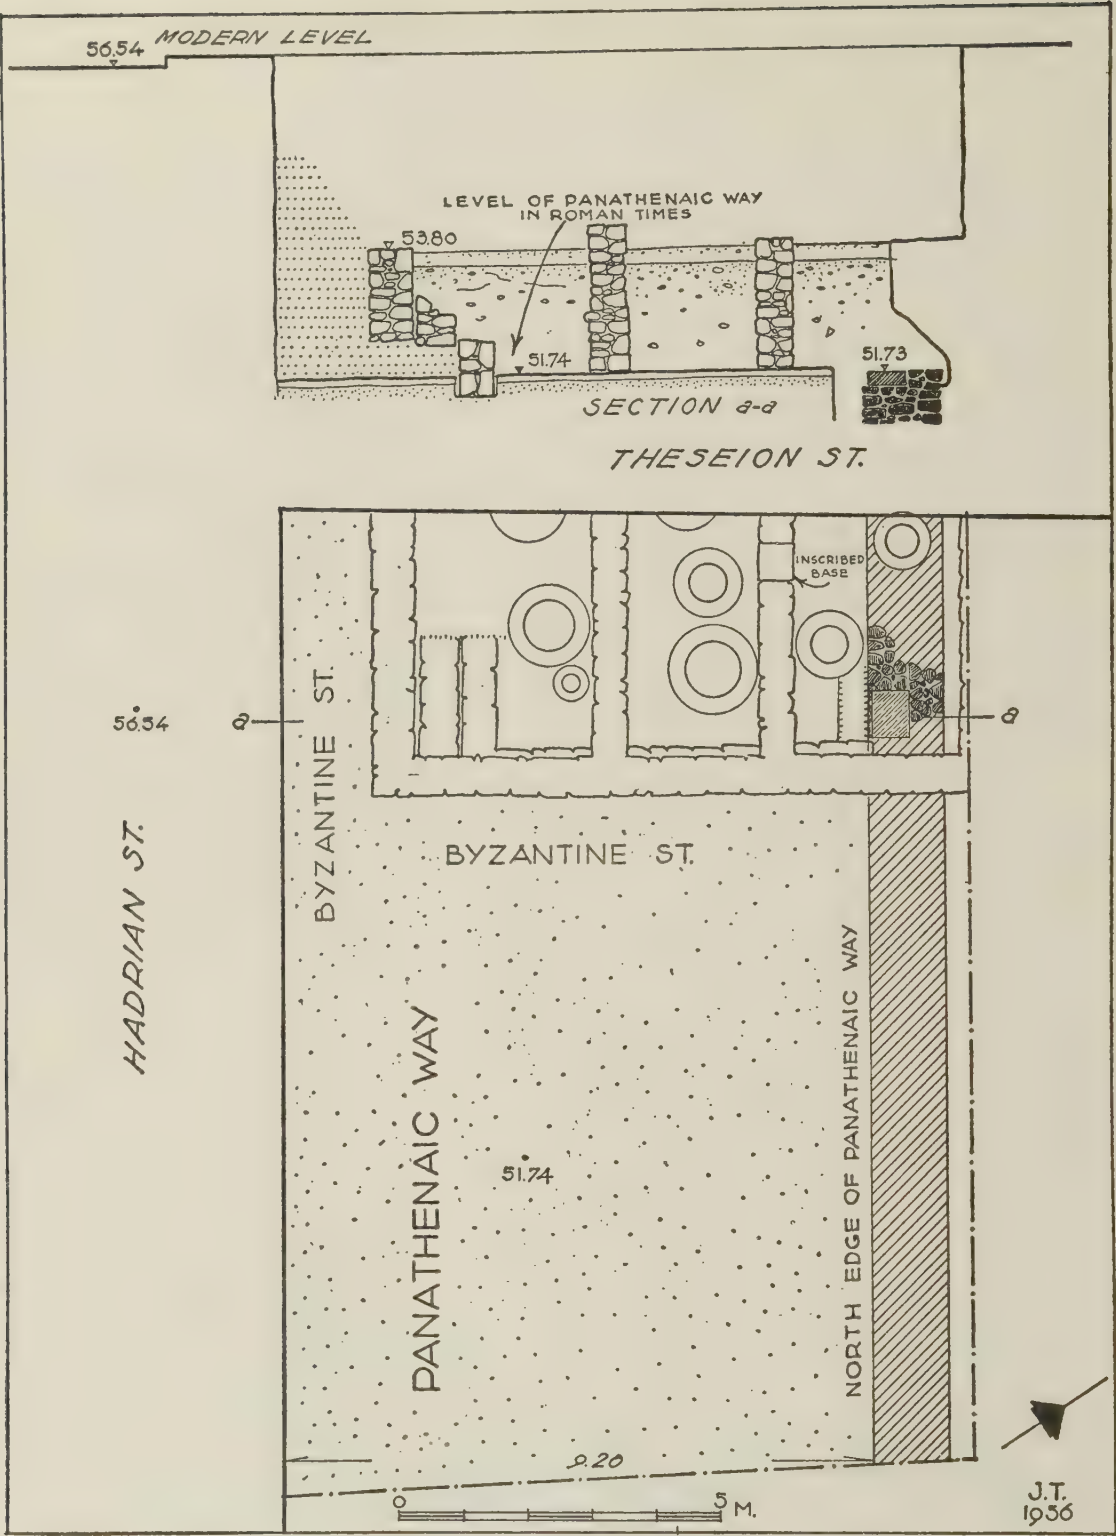 56.54
MODERN LEVEL
LEVEL OF PANATHENAIC WAY
IN ROMAN TIMES
53.80
51.74
51.73
SECTION a-a
THESEION ST.
INSCRIBED
BASE
56.54
a
a
BYZANTINE ST.
BYZANTINE ST.
HADRIAN ST.
PANATHENAIC WAY
51.74
NORTH EDGE OF PANATHENAIC WAY
9.20
0 5 M.
J.T.
1956